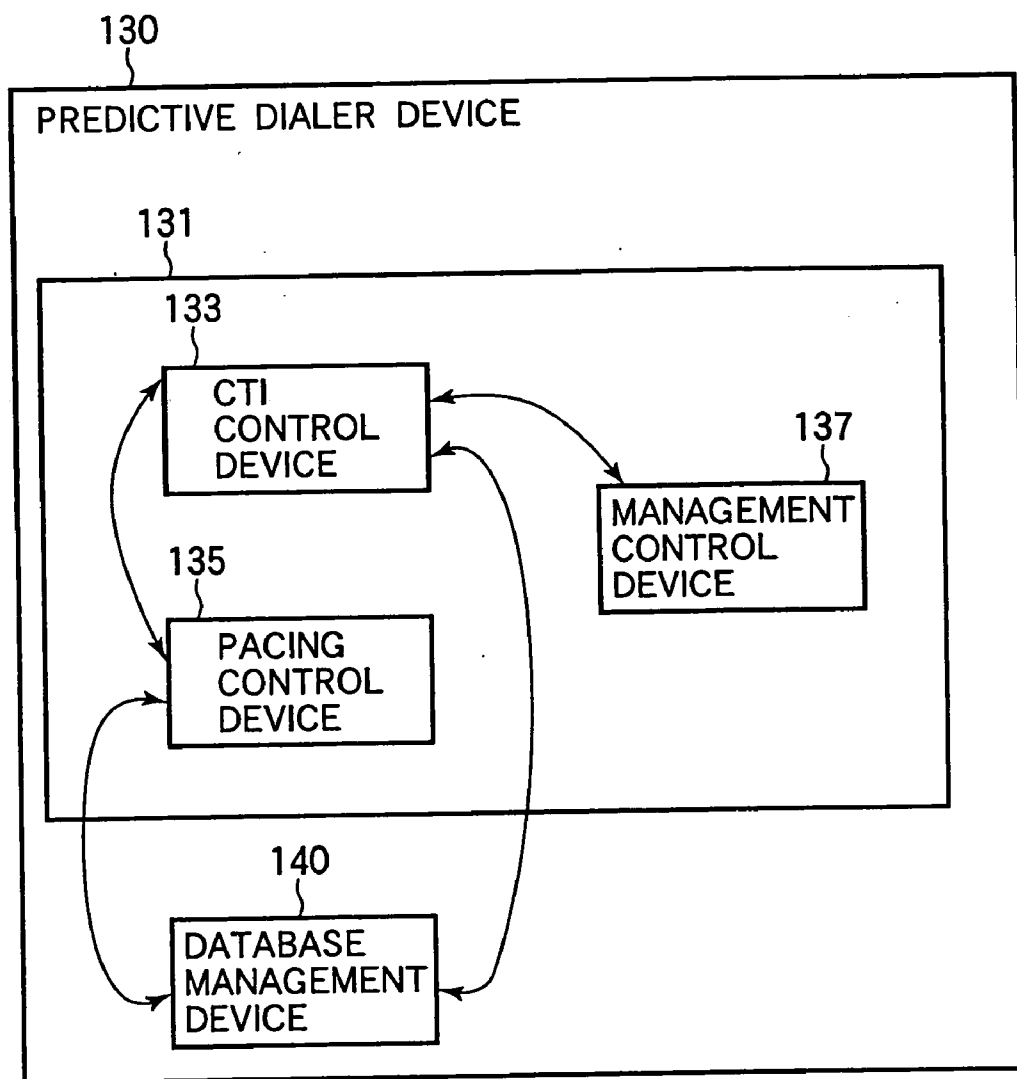 130
PREDICTIVE DIALER DEVICE
131
133
CTI
CONTROL
DEVICE
137
MANAGEMENT
CONTROL
DEVICE
135
PACING
CONTROL
DEVICE
140
DATABASE
MANAGEMENT
DEVICE